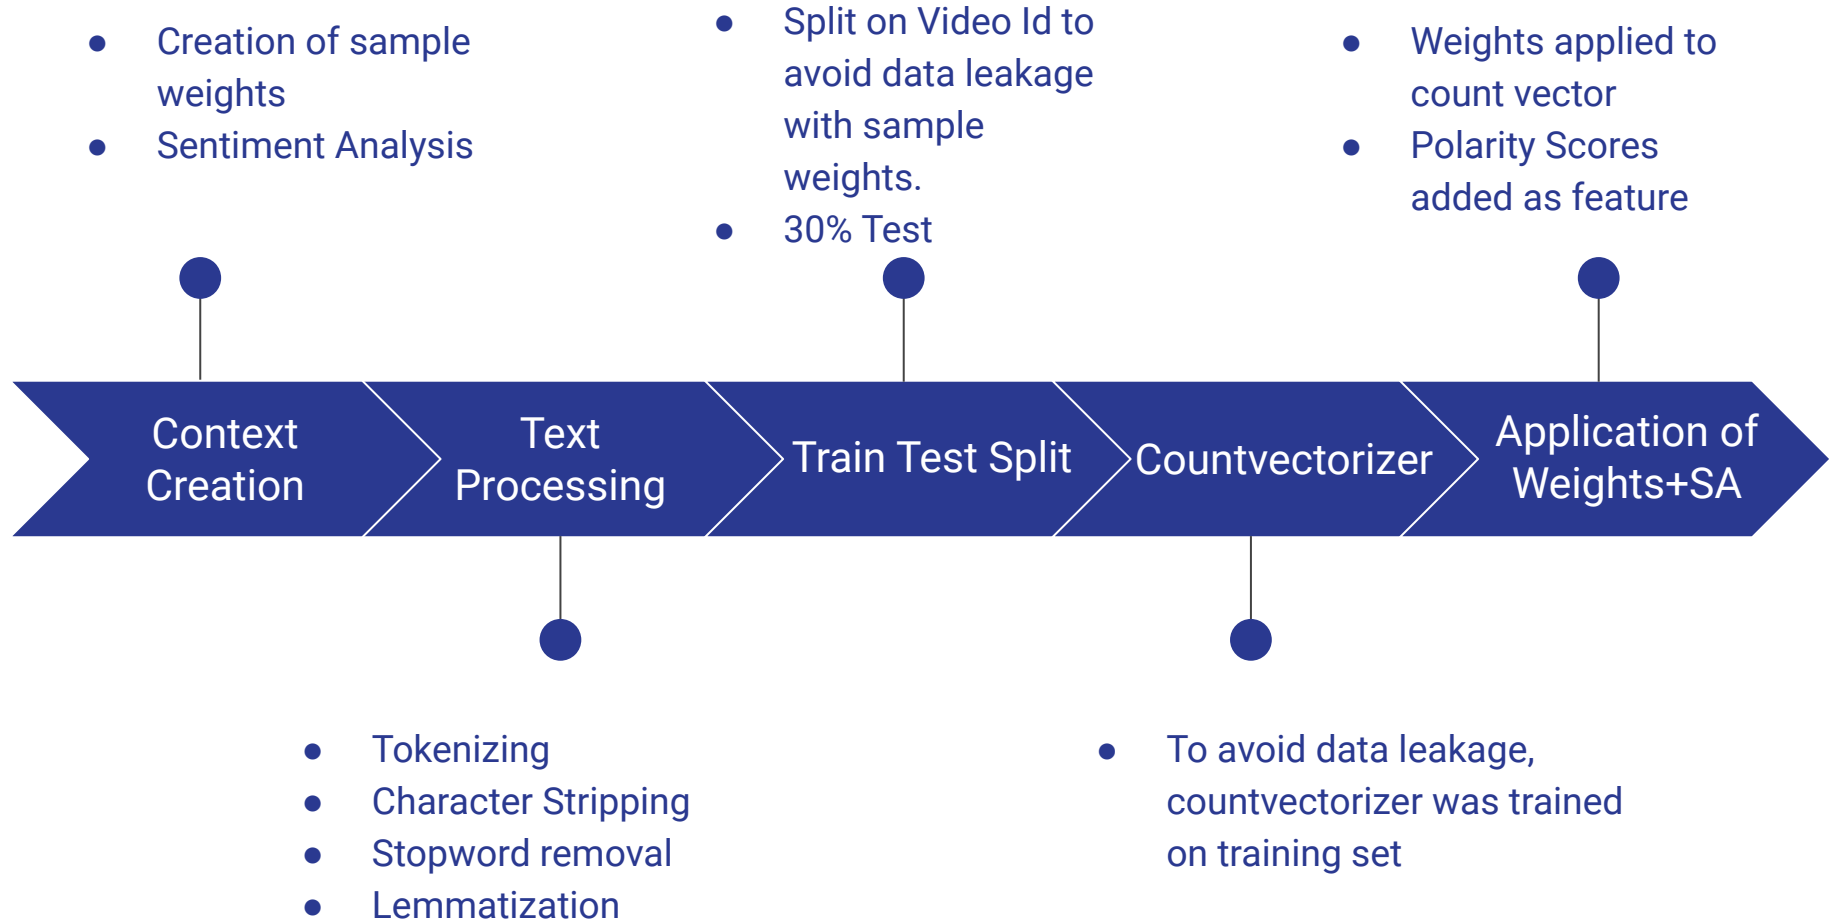 ● Creation of sample
weights
● Sentiment Analysis
● Split on Video Id to
avoid data leakage
with sample
weights.
● 30% Test
● Weights applied to
count vector
● Polarity Scores
added as feature
Context
Creation
Text
Processing
Train Test Split
Countvectorizer
Application of
Weights+SA
● Tokenizing
● Character Stripping
● Stopword removal
● Lemmatization
● To avoid data leakage,
countvectorizer was trained
on training set